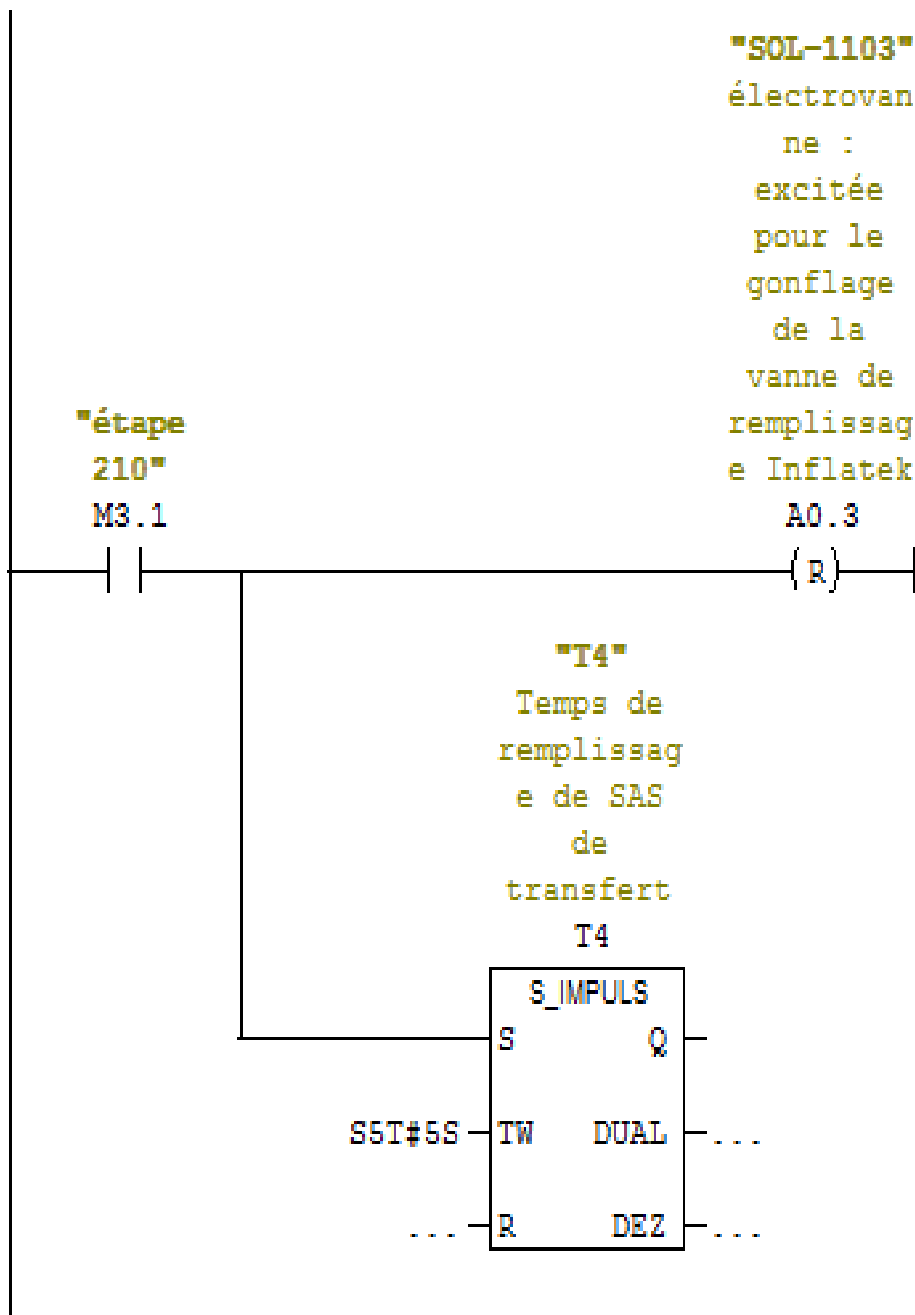 "SOL-1103"
électrovan
ne :
excitée
pour le
gonflage
de la
vanne de
remplissag
e Inflatek
A0.3
"étape
210"
M3.1
R
"T4"
Temps de
remplissag
e de SAS
de
transfert
T4
S_IMPULS
S Q
S5T#5S TW DUAL ...
... R DEZ ...